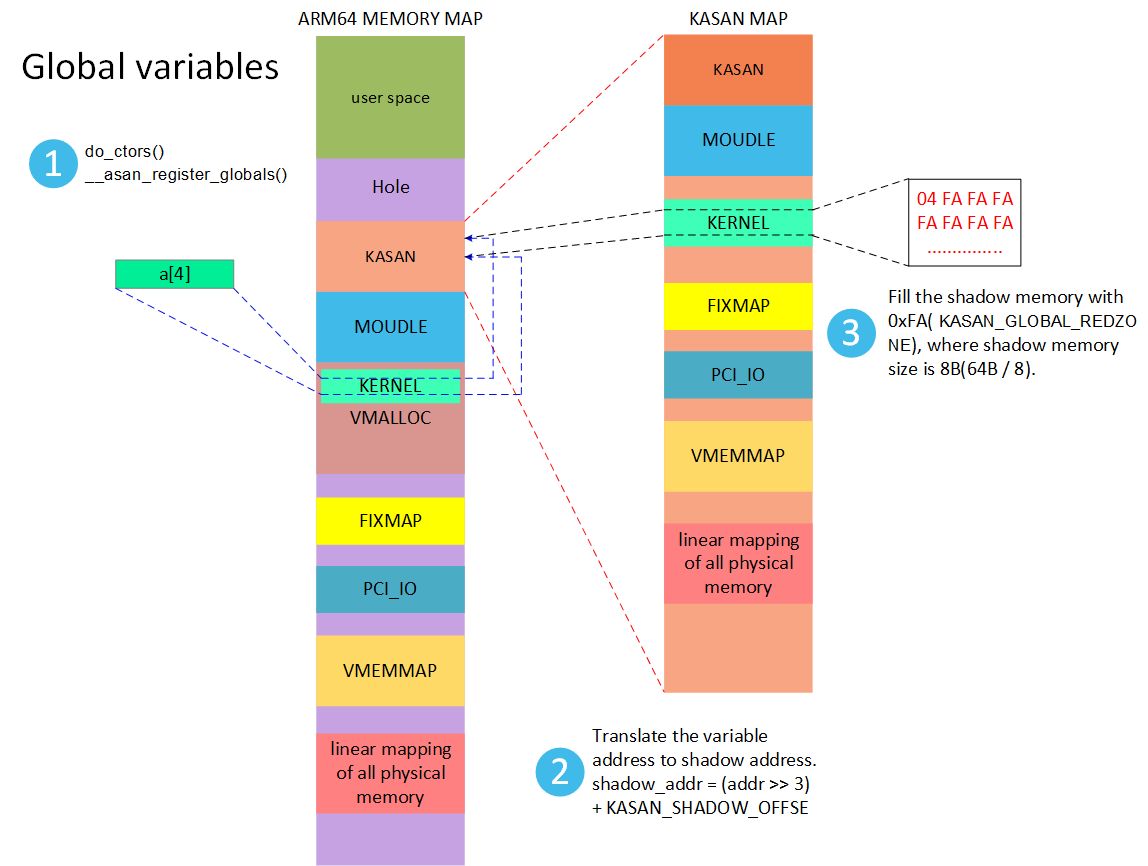 ARM64 MEMORY MAP
KASAN MAP
Global variables
1
do_ctors()
__asan_register_globals()
a[4]
user space
Hole
KASAN
MOUDLE
KERNEL
VMALLOC
FIXMAP
PCI_IO
VMEMMAP
linear mapping
of all physical
memory
KASAN
MOUDLE
KERNEL
FIXMAP
PCI_IO
VMEMMAP
linear mapping
of all physical
memory
04 FA FA FA
FA FA FA FA
..............
3
Fill the shadow memory with
0xFA( KASAN_GLOBAL_REDZO
NE), where shadow memory
size is 8B(64B / 8).
2
Translate the variable
address to shadow address.
shadow_addr = (addr >> 3)
+ KASAN_SHADOW_OFFSE